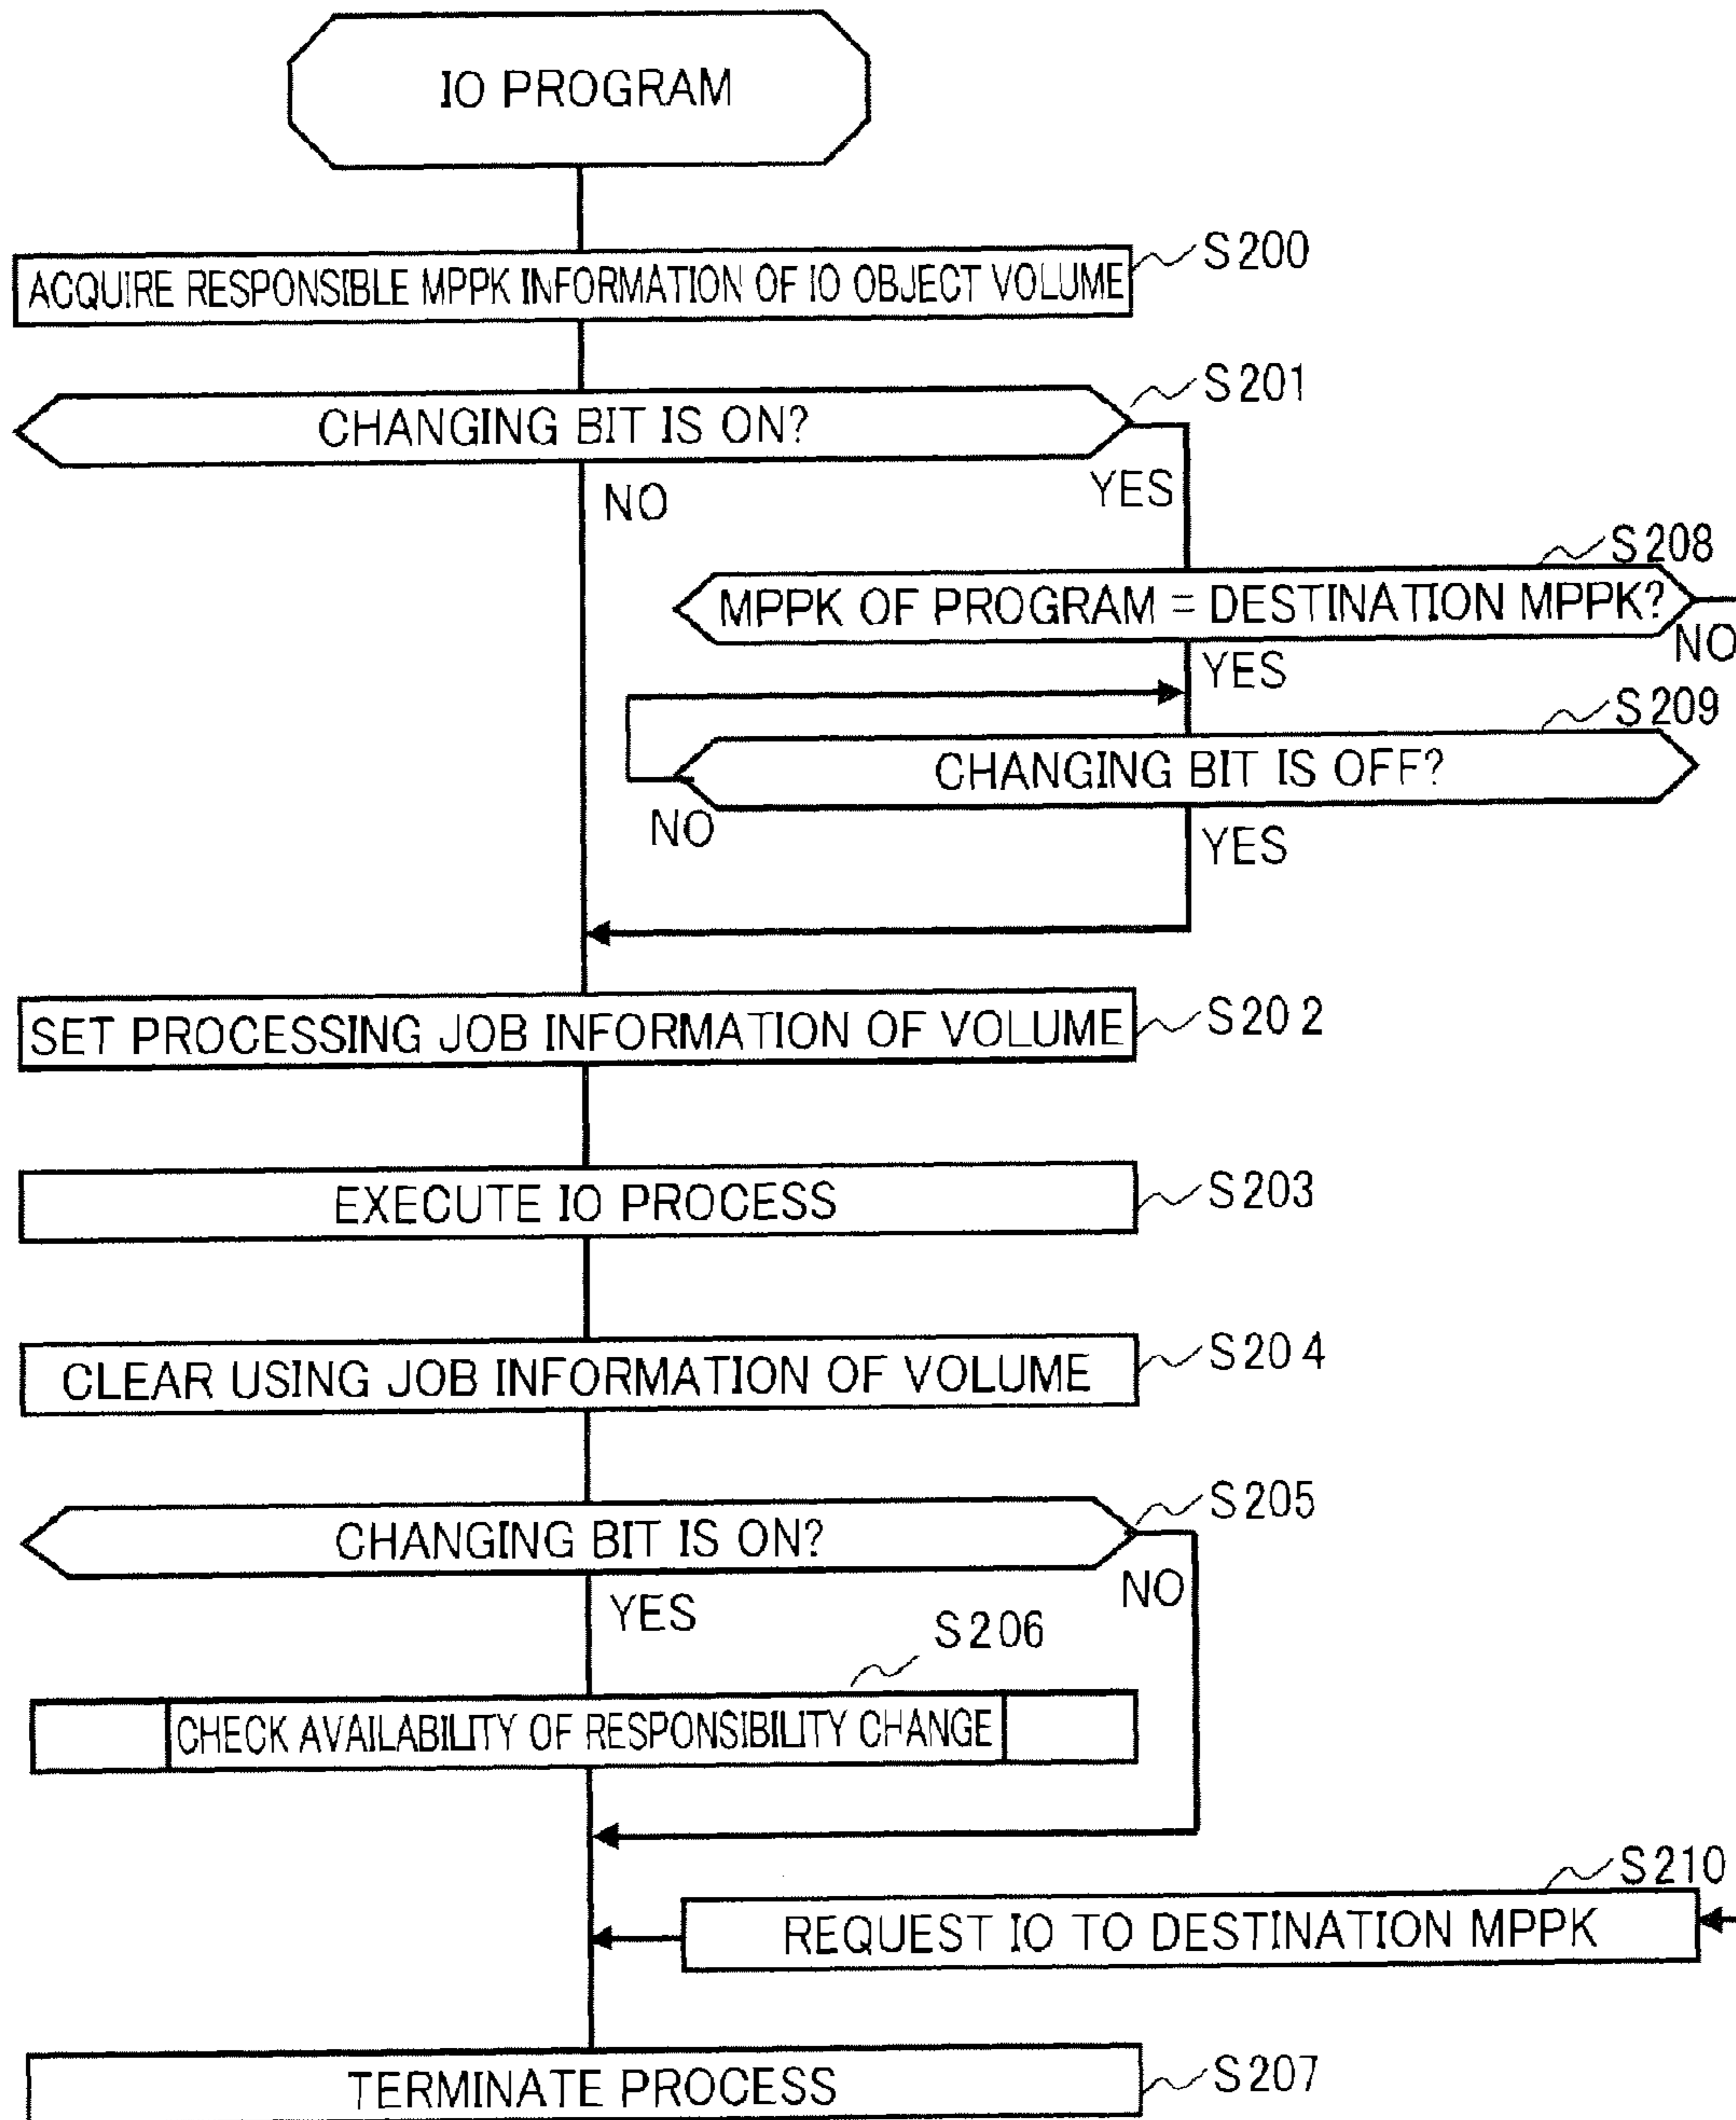 IO PROGRAM
ACQUIRE RESPONSIBLE MPPK INFORMATION OF IO OBJECT VOLUME
S200
CHANGING BIT IS ON?
S201
NO
YES
S208
MPPK OF PROGRAM = DESTINATION MPPK?
NO
YES
S209
CHANGING BIT IS OFF?
NO
YES
SET PROCESSING JOB INFORMATION OF VOLUME
S202
EXECUTE IO PROCESS
S203
CLEAR USING JOB INFORMATION OF VOLUME
S204
CHANGING BIT IS ON?
S205
YES
NO
S206
CHECK AVAILABILITY OF RESPONSIBILITY CHANGE
S210
REQUEST IO TO DESTINATION MPPK
TERMINATE PROCESS
S207